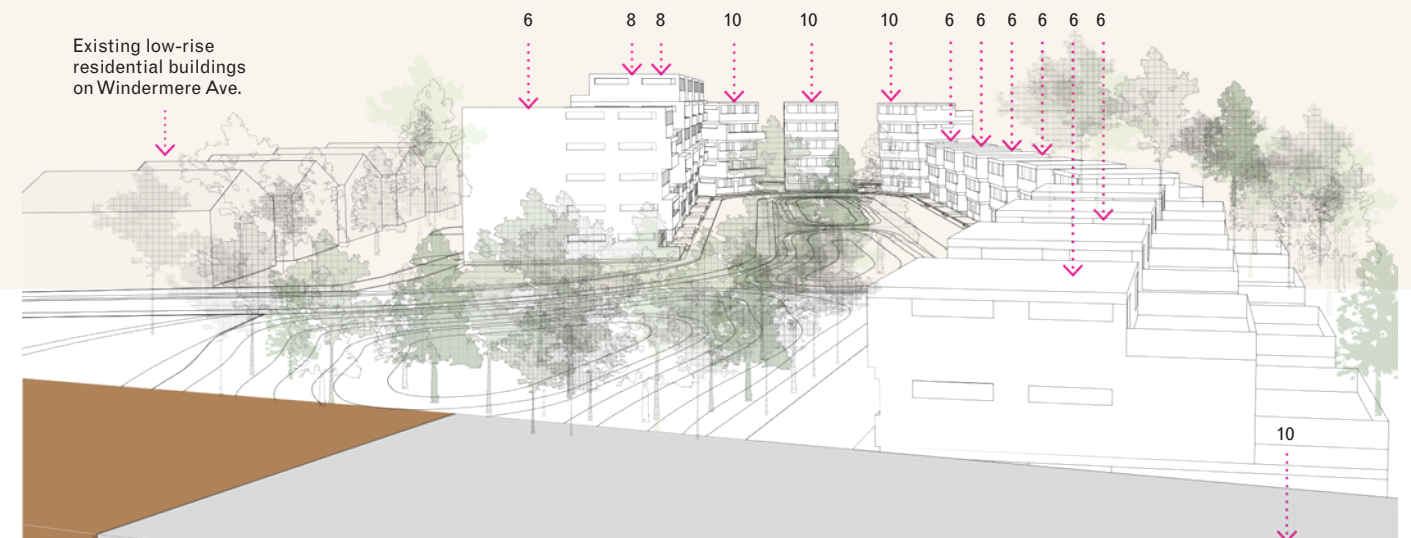 6 8 8 10 10 10 6 6 6 6 6 6
Existing low-rise
residential buildings
on Windermere Ave.
10